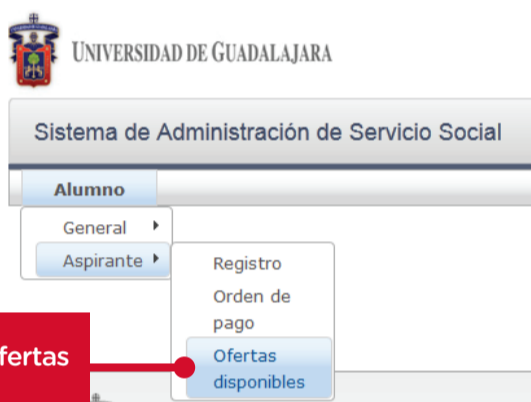 UNIVERSIDAD DE GUADALAJARA
Sistema de Administración de Servicio Social
Alumno
General
Aspirante
Registro
Orden de
pago
Ofertas
disponibles
fertas